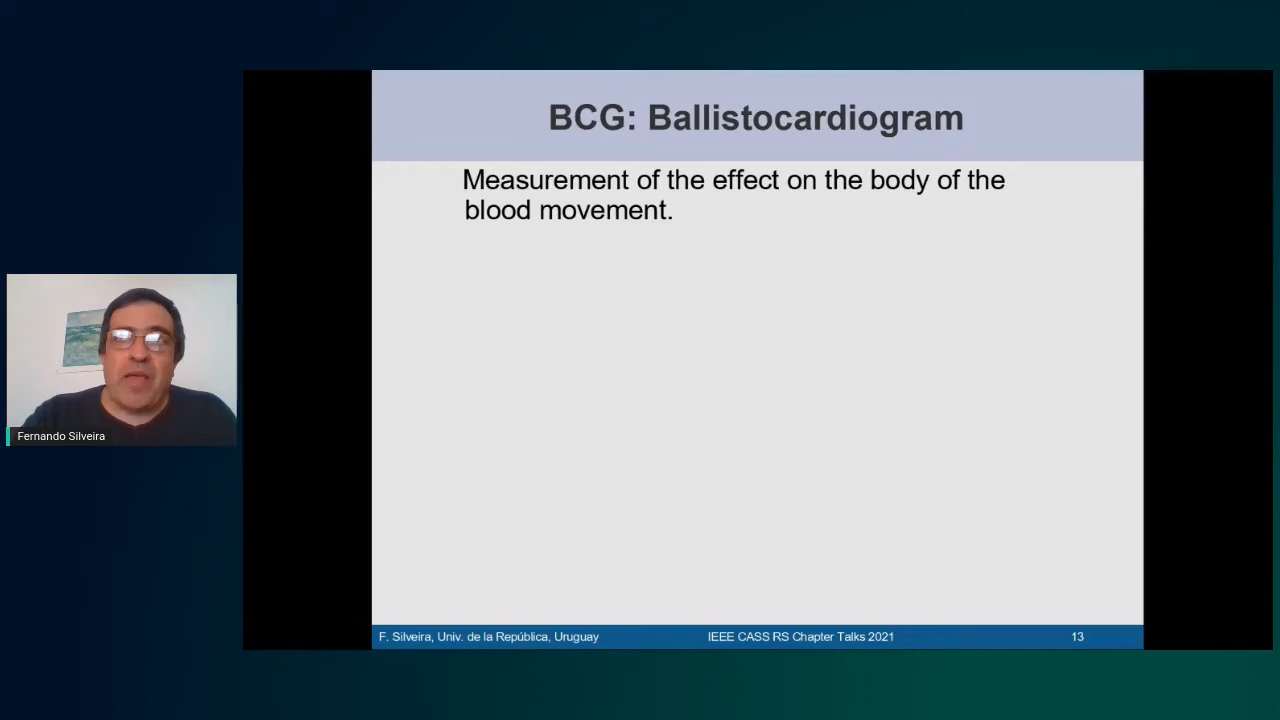 BCG: Ballistocardiogram
Measurement of the effect on the body of the
blood movement.
Fernando Silveira
F. Silveira, Univ. de la República, Uruguay
IEEE CASS RS Chapter Talks 2021
13